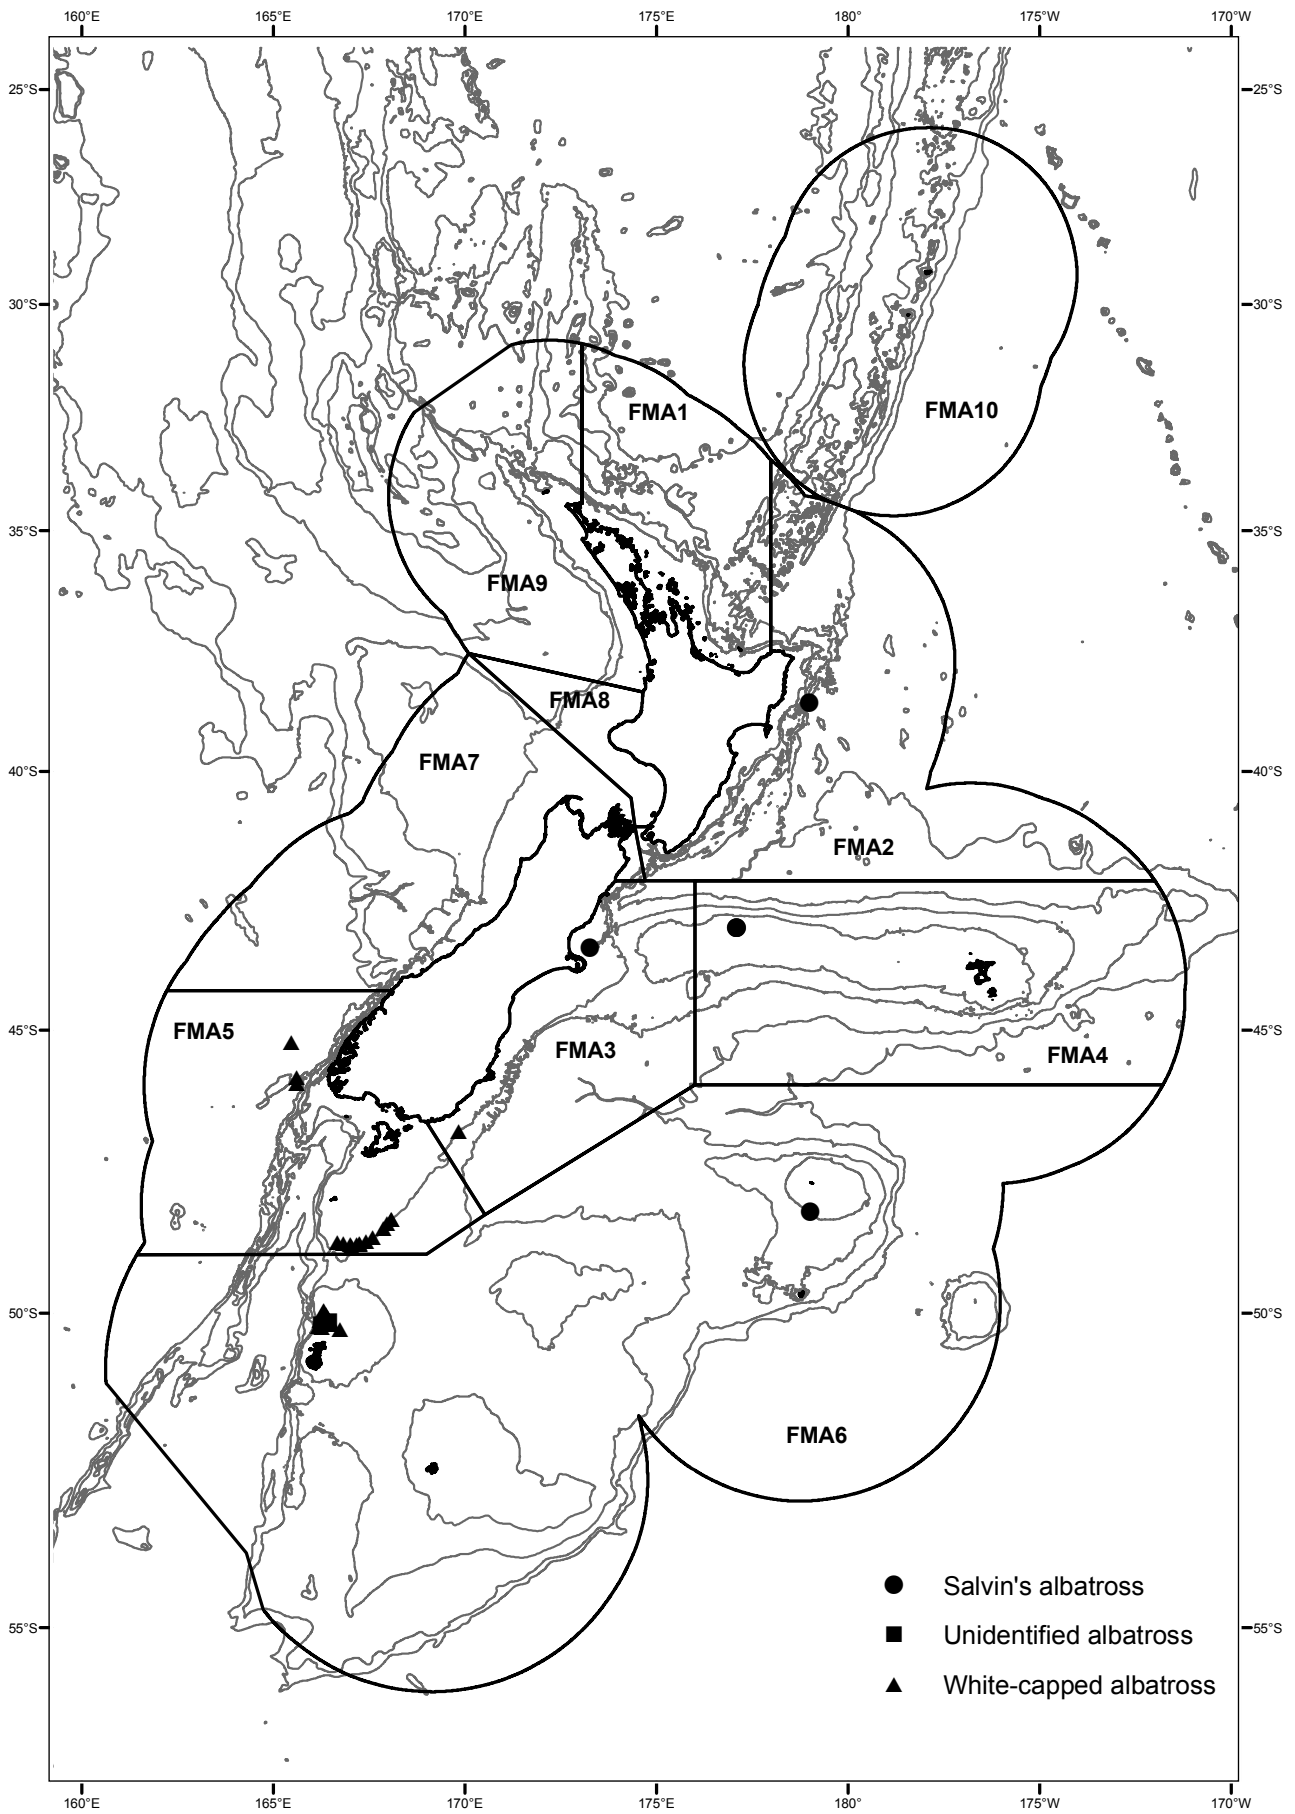 160°E 165°E 170°E 175°E 180° 175°W 170°W
25°S 25°S
30°S 30°S
FMA1
FMA10
35°S 35°S
FMA9
FMA8
FMA7
40°S 40°S
FMA2
FMA5
45°S 45°S
FMA3
FMA4
50°S 50°S
FMA6
Salvin's albatross
55°S 55°S
Unidentified albatross
White-capped albatross
160°E 165°E 170°E 175°E 180° 175°W 170°W